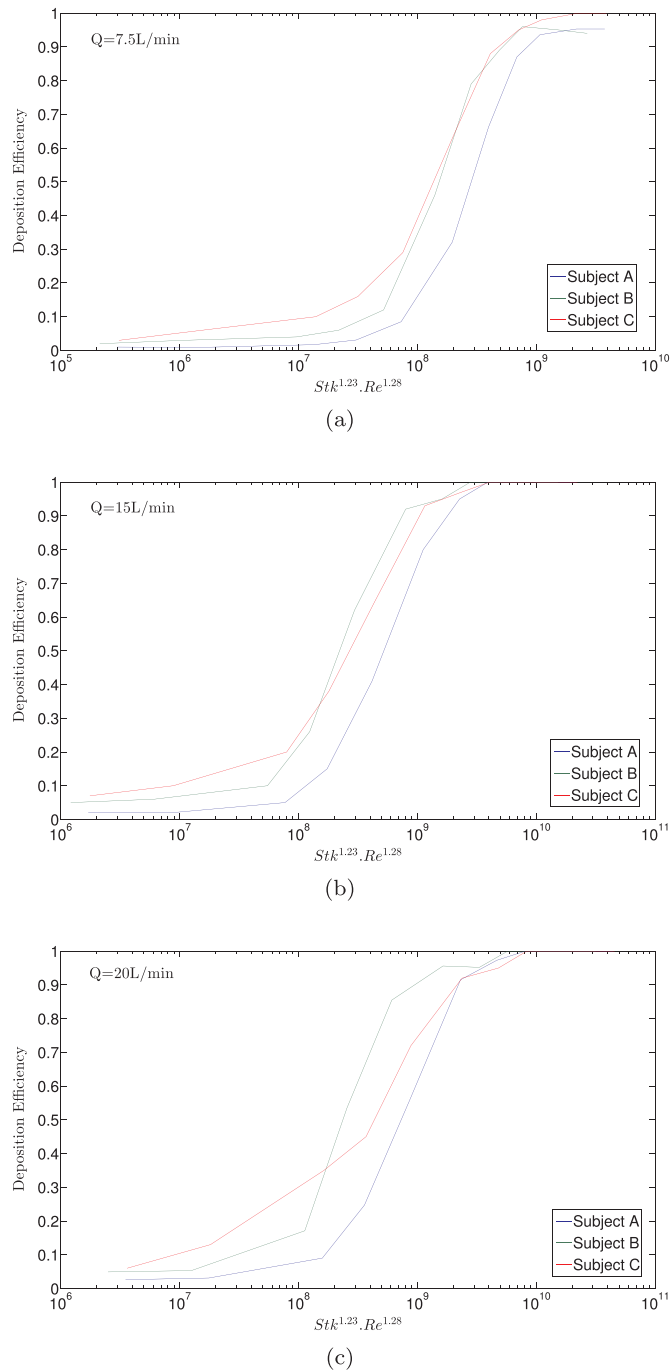 1
0.9
0.8
0.7
0.6
0.5
0.4
0.3
0.2
0.1
0
Deposition Efficiency
Q=7.5L/min
Subject A
Subject B
Subject C
10^5 10^6 10^7 10^8 10^9 10^10
Stk^1.23.Re^1.28
(a)
1
0.9
0.8
0.7
0.6
0.5
0.4
0.3
0.2
0.1
0
Deposition Efficiency
Q=15L/min
Subject A
Subject B
Subject C
10^6 10^7 10^8 10^9 10^10 10^11
Stk^1.23.Re^1.28
(b)
1
0.9
0.8
0.7
0.6
0.5
0.4
0.3
0.2
0.1
0
Deposition Efficiency
Q=20L/min
Subject A
Subject B
Subject C
10^6 10^7 10^8 10^9 10^10 10^11
Stk^1.23.Re^1.28
(c)